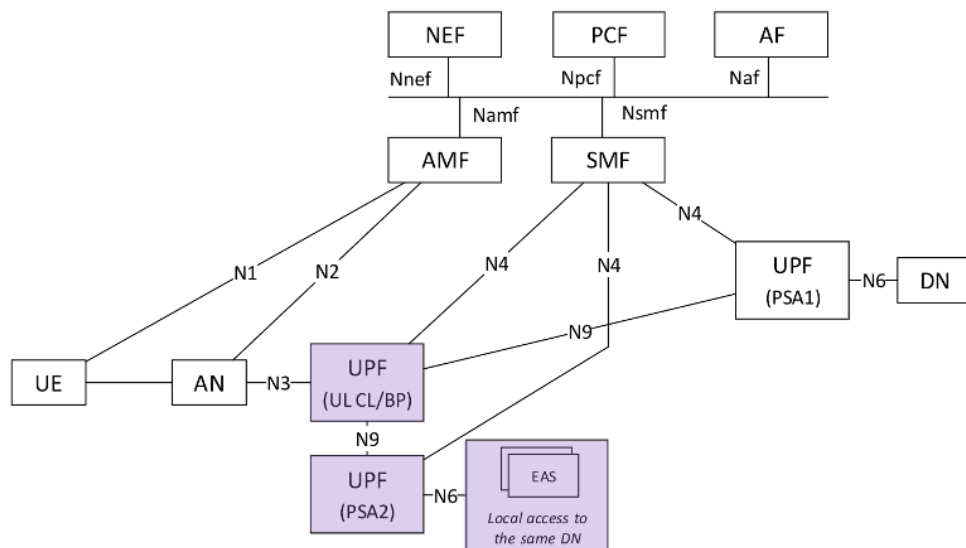 NEF
PCF
AF
Nnef
Npcf
Naf
Namf
Nsmf
AMF
SMF
N4
N1
N2
N4
N4
UPF
(PSA1)
N6
DN
N9
UE
AN
N3
UPF
(UL CL/BP)
N9
UPF
(PSA2)
N6
EAS
Local access to
the same DN